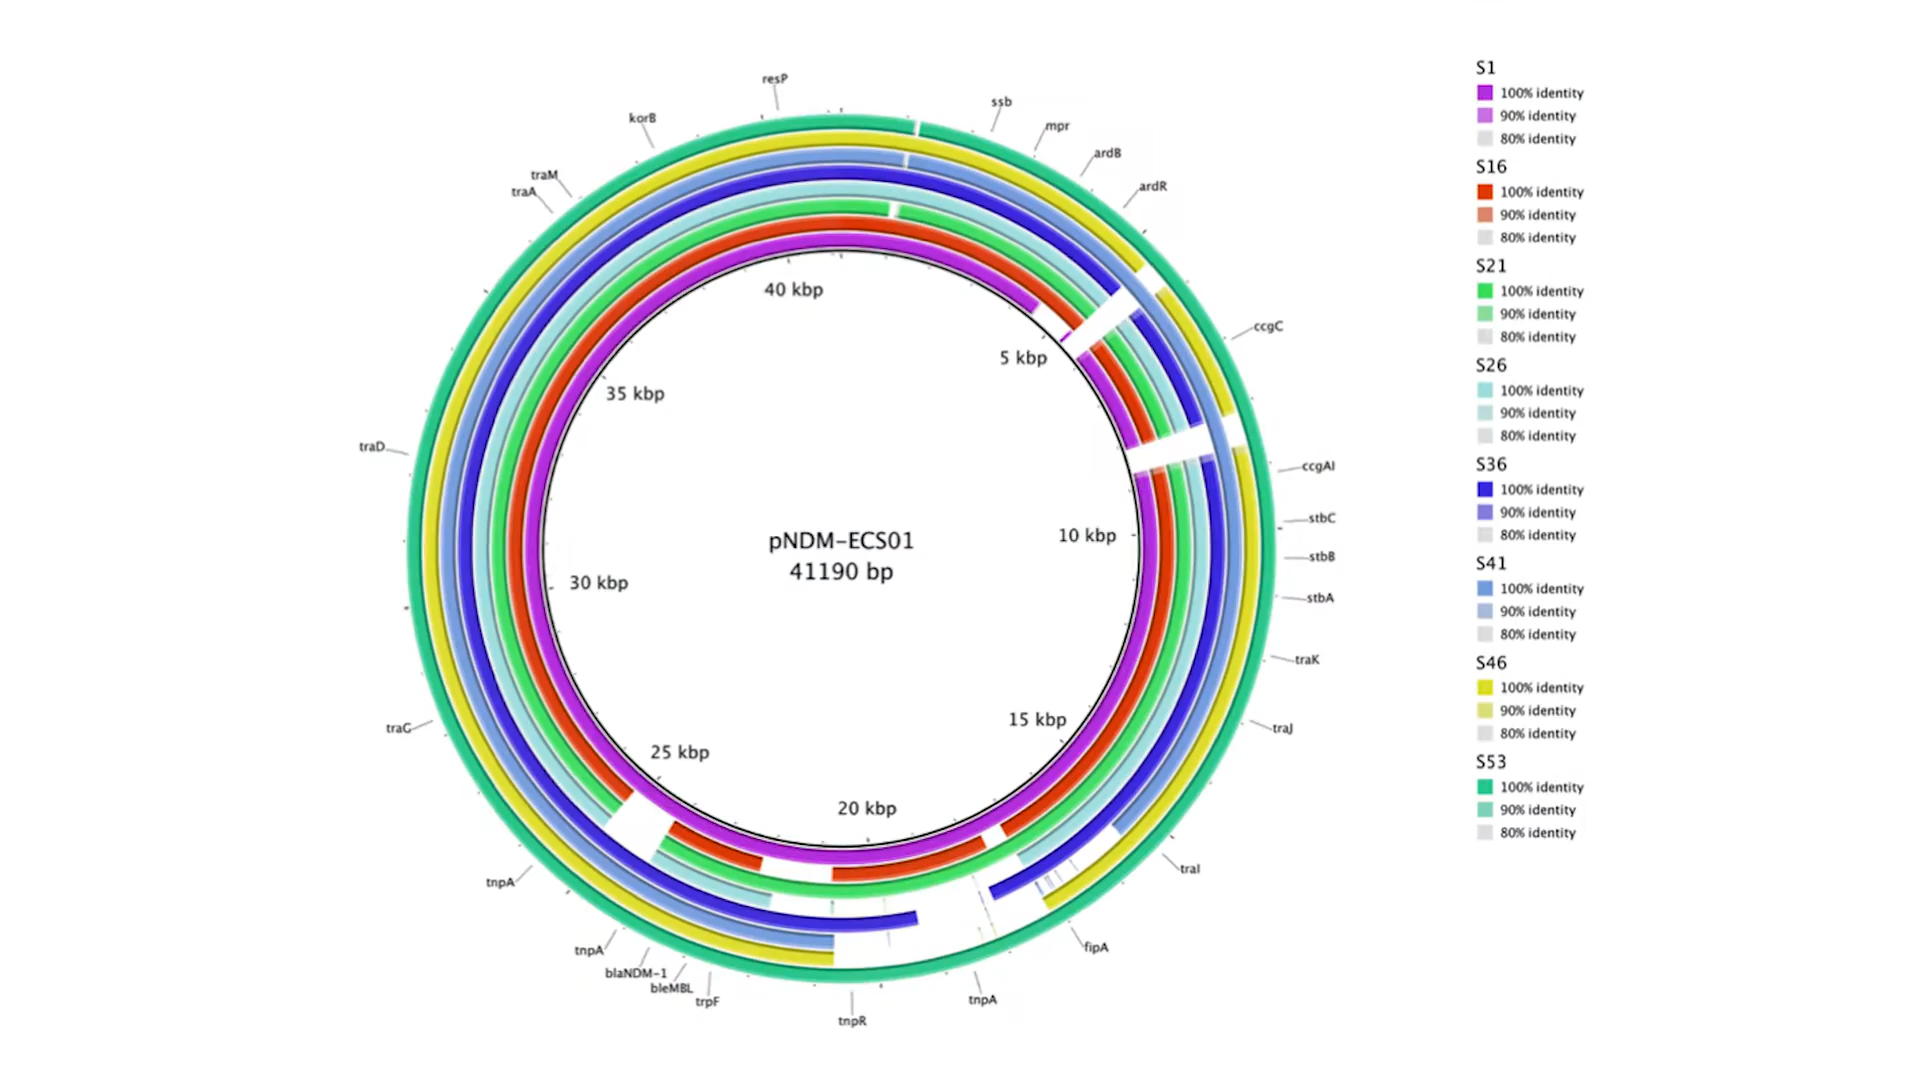 resP
ssb
korB
mpr
ardB
traM
ardR
traA
40 kbp
ccgC
5 kbp
35 kbp
traD
ccgAI
stbC
10 kbp
pNDM-ECS01
41190 bp
stbB
30 kbp
stbA
traK
15 kbp
traG
traJ
25 kbp
20 kbp
traI
tnpA
tnpA
fipA
blaNDM-1
bleMBL
trpF
tnpA
tnpR
S1
100% identity
90% identity
80% identity
S16
100% identity
90% identity
80% identity
S21
100% identity
90% identity
80% identity
S26
100% identity
90% identity
80% identity
S36
100% identity
90% identity
80% identity
S41
100% identity
90% identity
80% identity
S46
100% identity
90% identity
80% identity
S53
100% identity
90% identity
80% identity